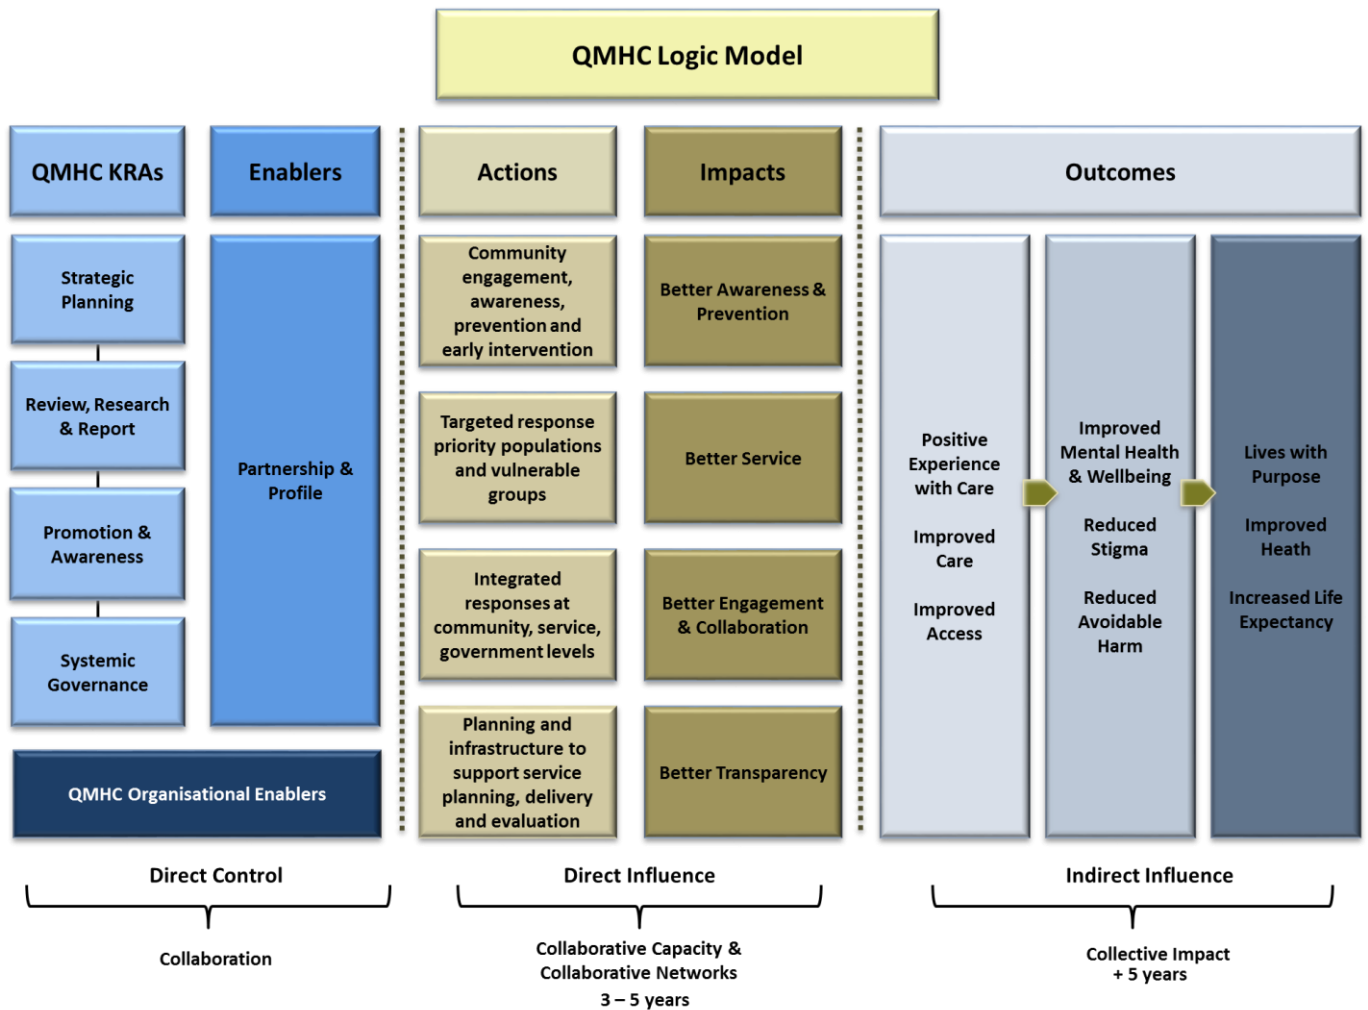 QMHC Logic Model
QMHC KRAs
Enablers
Actions
Impacts
Outcomes
Strategic
Planning
Review, Research
& Report
Promotion &
Awareness
Systemic
Governance
Partnership &
Profile
QMHC Organisational Enablers
Community
engagement,
awareness,
prevention and
early intervention
Targeted response
priority populations
and vulnerable
groups
Integrated
responses at
community, service,
government levels
Planning and
infrastructure to
support service
planning, delivery
and evaluation
Better Awareness &
Prevention
Better Service
Better Engagement
& Collaboration
Better Transparency
Positive
Experience
with Care
Improved
Care
Improved
Access
Improved
Mental Health
& Wellbeing
Reduced
Stigma
Reduced
Avoidable
Harm
Lives with
Purpose
Improved
Heath
Increased Life
Expectancy
Direct Control
Collaboration
Direct Influence
Collaborative Capacity &
Collaborative Networks
3 – 5 years
Indirect Influence
Collective Impact
+ 5 years